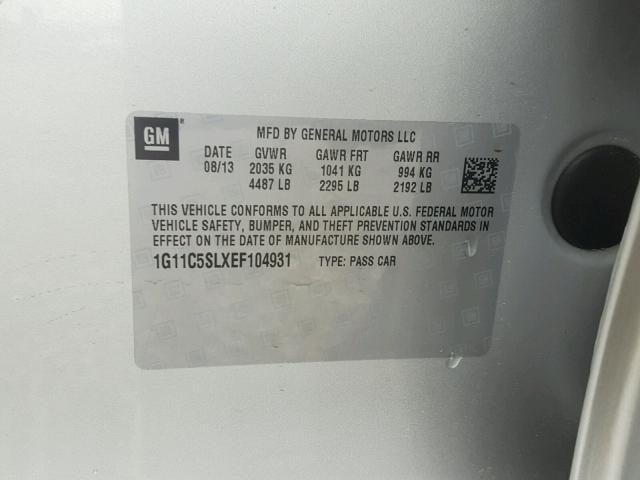 GM
MFD BY GENERAL MOTORS LLC
DATE GVWR GAWR FRT GAWR RR
08/13 2035 KG 1041 KG 994 KG
4487 LB 2295 LB 2192 LB
THIS VEHICLE CONFORMS TO ALL APPLICABLE U.S. FEDERAL MOTOR
VEHICLE SAFETY, BUMPER, AND THEFT PREVENTION STANDARDS IN
EFFECT ON THE DATE OF MANUFACTURE SHOWN ABOVE.
1G11C5SLXEF104931 TYPE: PASS CAR